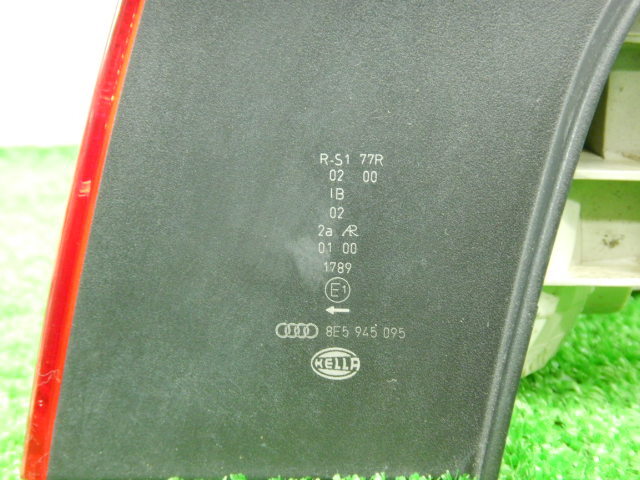 R-S1 77R
02 00
IB
02
2a AR
01 00
1789
E1
←
8E5 945 095
HELLA